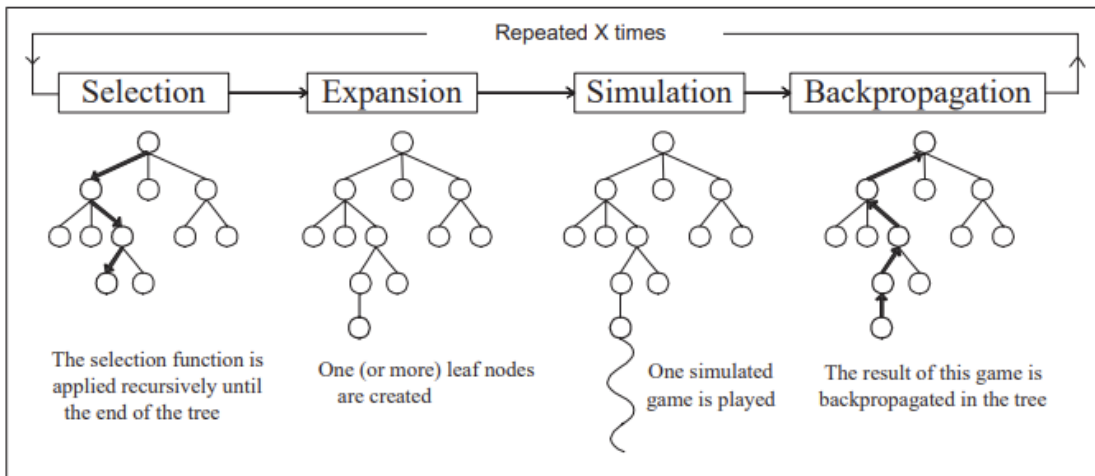 Repeated X times
Selection
Expansion
Simulation
Backpropagation
The selection function is
applied recursively until
the end of the tree
One (or more) leaf nodes
are created
One simulated
game is played
The result of this game is
backpropagated in the tree